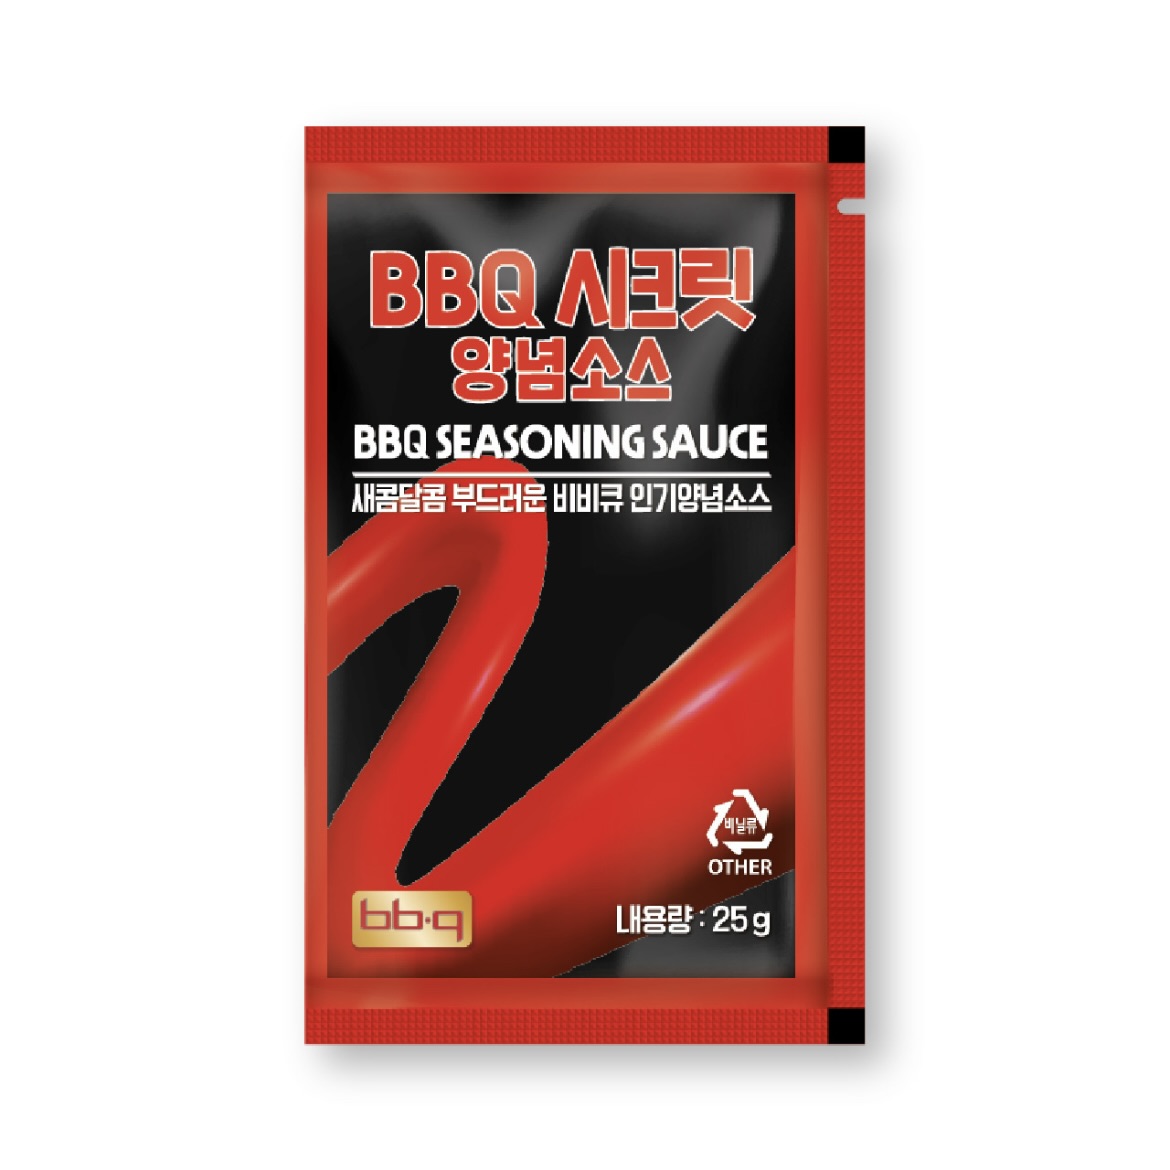 BBQ 시크릿
양념소스
BBQ SEASONING SAUCE
새콤달콤 부드러운 비비큐 인기양념소스
비닐류
OTHER
bb·q
내용량 : 25 g